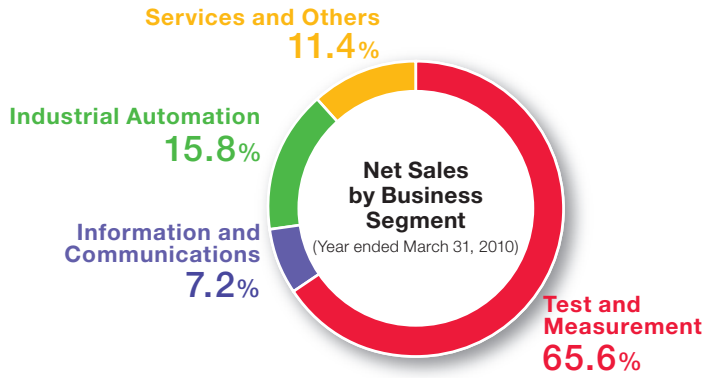 Services and Others
11.4%
Industrial Automation
15.8%
Net Sales
by Business
Segment
(Year ended March 31, 2010)
Information and
Communications
7.2%
Test and
Measurement
65.6%